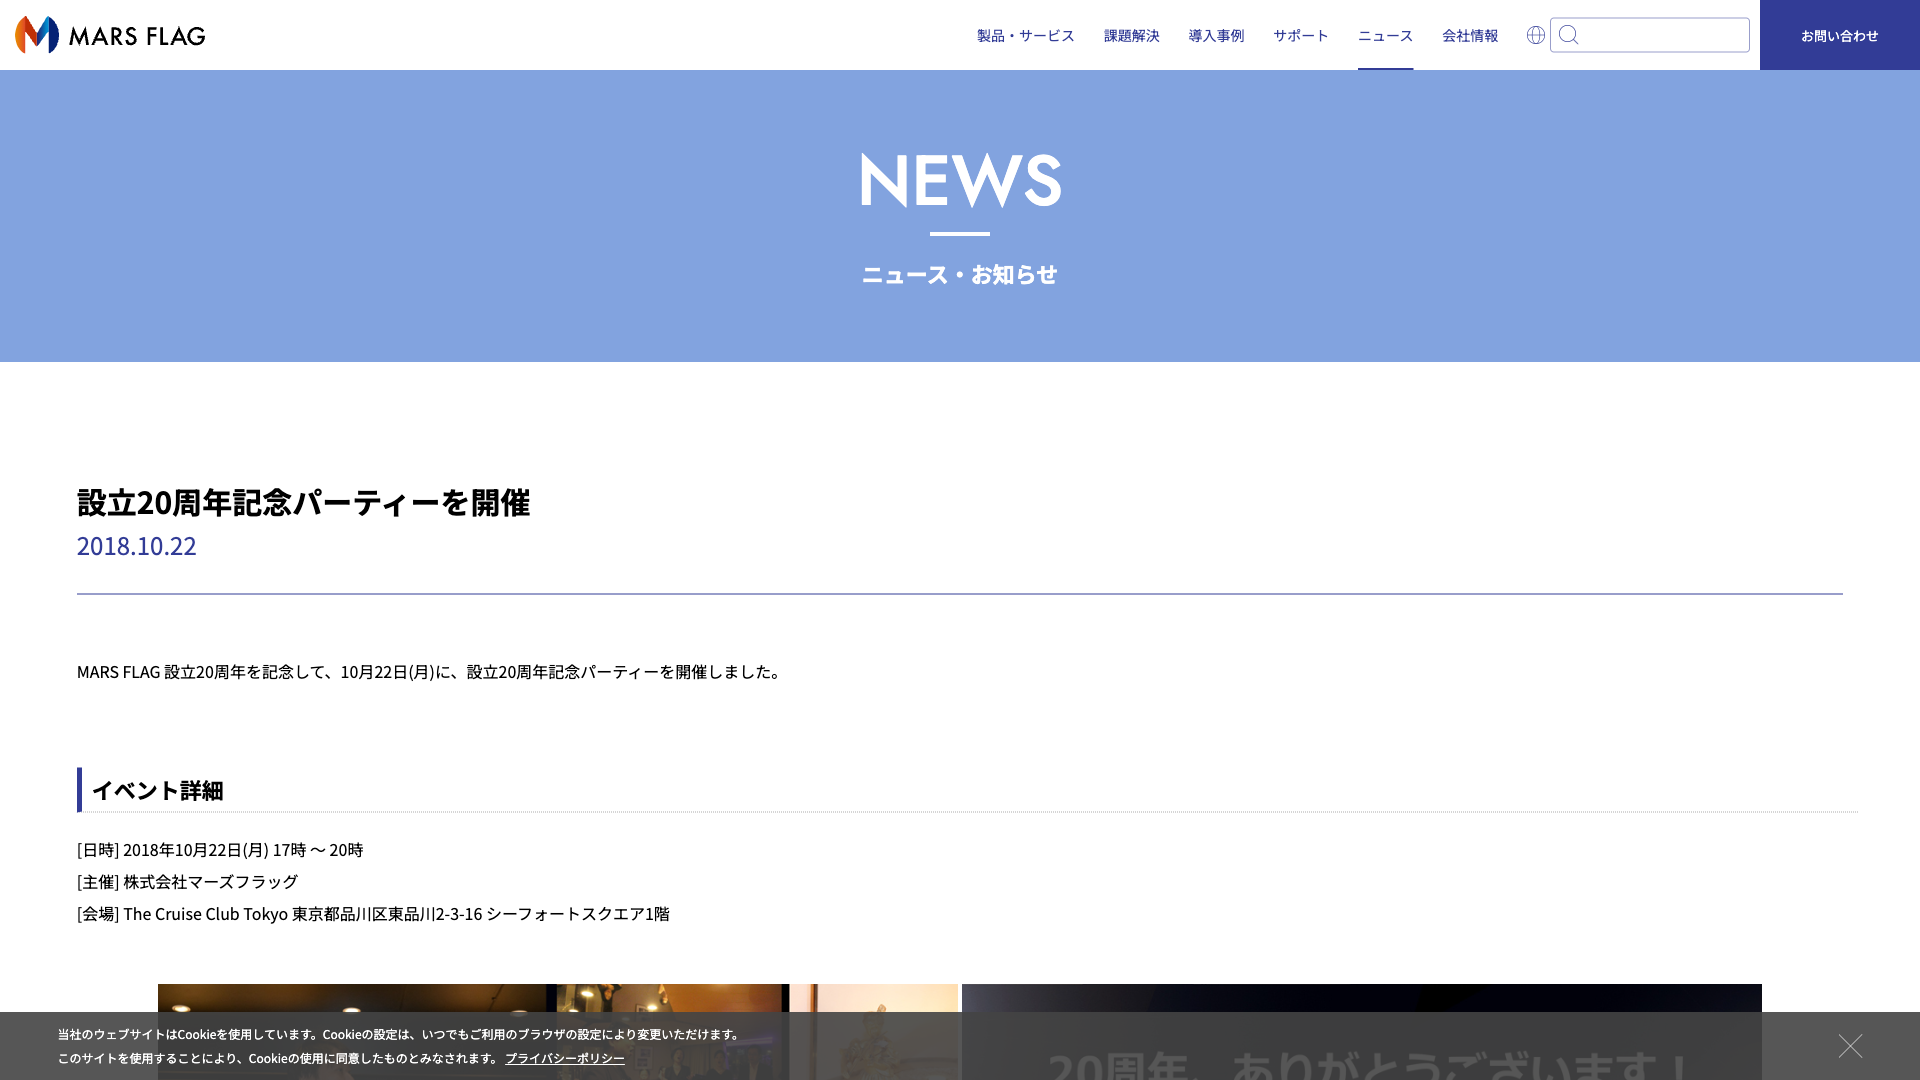 MARS FLAG
製品・サービス 課題解決 導入事例 サポート ニュース 会社情報 お問い合わせ
NEWS
ニュース・お知らせ
設立20周年記念パーティーを開催
2018.10.22
MARS FLAG 設立20周年を記念して、10月22日(月)に、設立20周年記念パーティーを開催しました。
イベント詳細
[日時] 2018年10月22日(月) 17時 〜 20時
[主催] 株式会社マーズフラッグ
[会場] The Cruise Club Tokyo 東京都品川区東品川2-3-16 シーフォートスクエア1階
当社のウェブサイトはCookieを使用しています。Cookieの設定は、いつでもご利用のブラウザの設定により変更いただけます。
このサイトを使用することにより、Cookieの使用に同意したものとみなされます。 プライバシーポリシー
20周年、ありがとうございます！